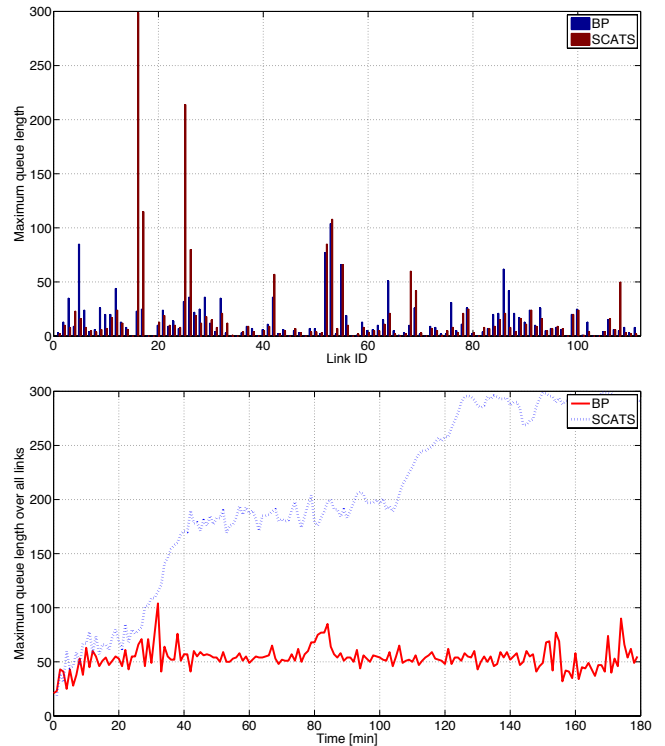 300
250
200
150
100
50
0
Maximum queue length
BP
SCATS
0 20 40 60 80 100
Link ID
300
250
200
150
100
50
0
Maximum queue length over all links
BP
SCATS
0 20 40 60 80 100 120 140 160 180
Time [min]